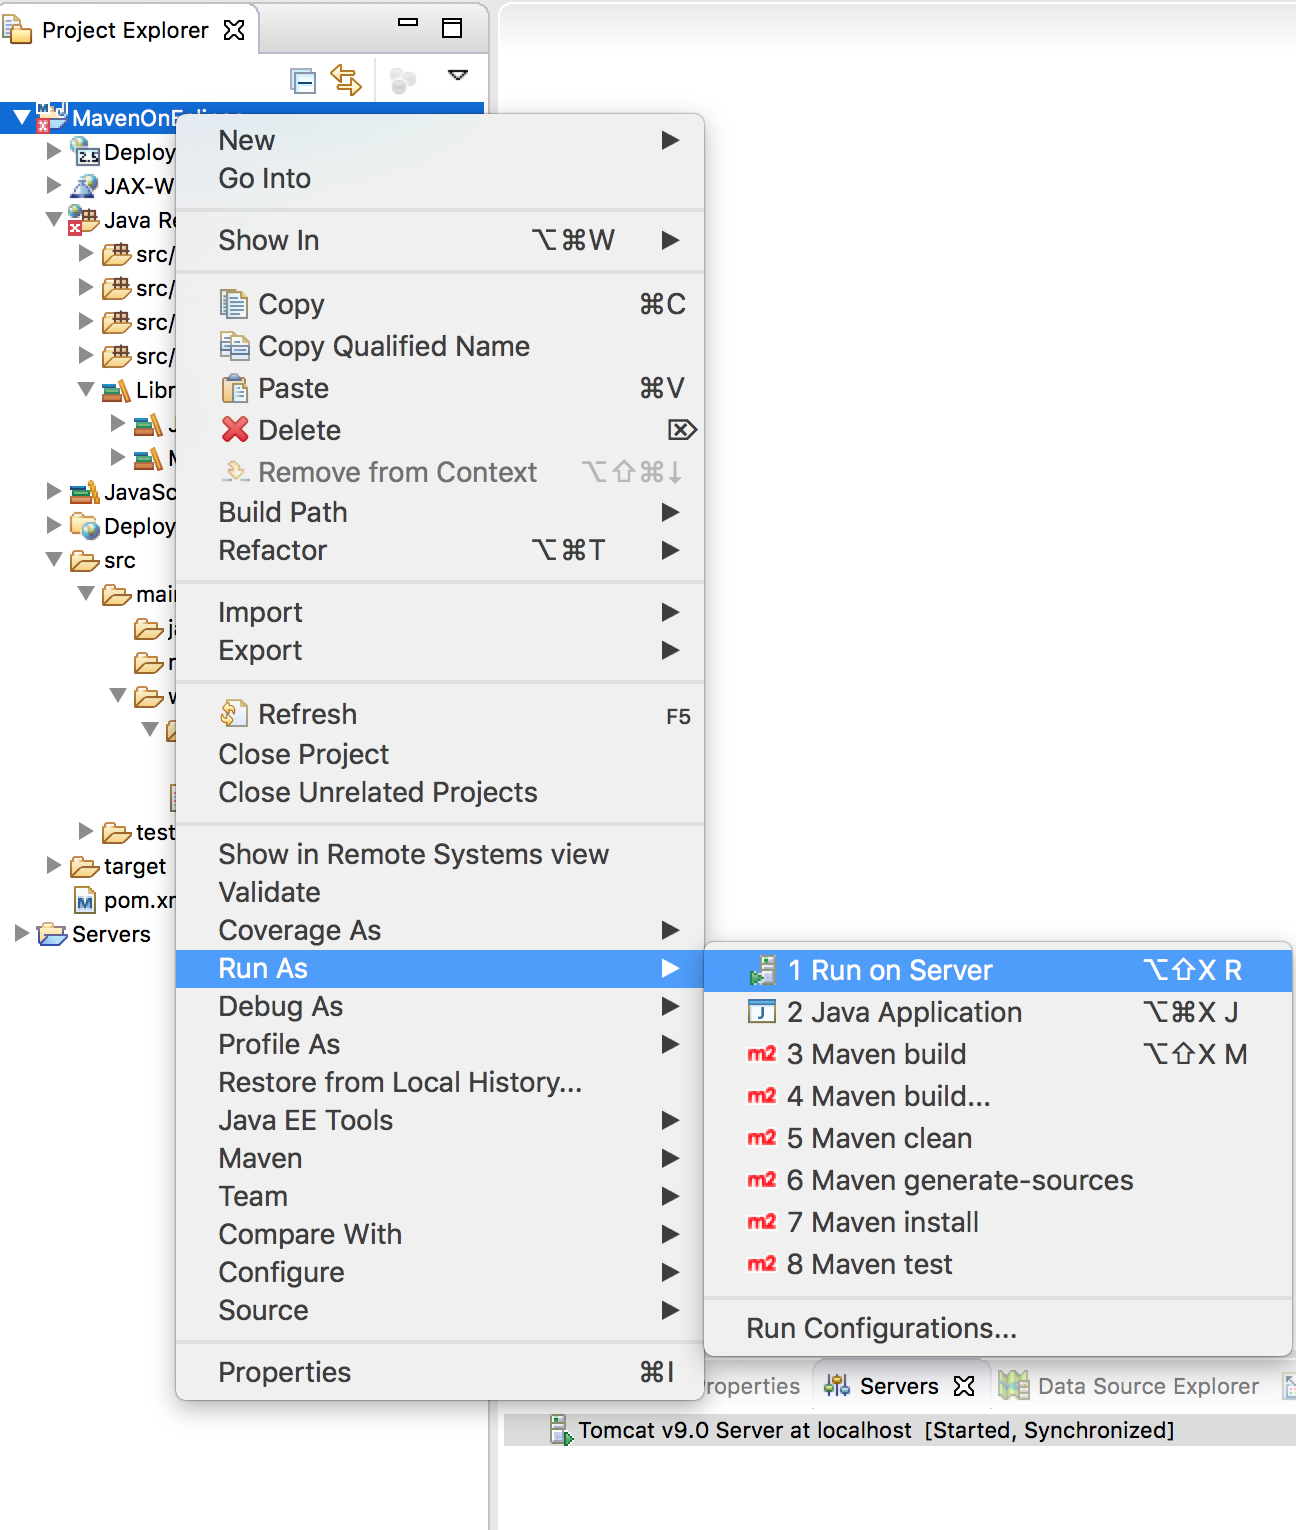 Project Explorer
MavenOnEclipse
Deploy
JAX-W
Java Re
src/
src/
src/
src/
Libr
JavaSc
Deploy
src
main
test
target
pom.xm
Servers
New
Go Into
Show In ⌥⌘W
Copy ⌘C
Copy Qualified Name
Paste ⌘V
Delete ⌦
Remove from Context ⌥⇧⌘↓
Build Path
Refactor ⌥⌘T
Import
Export
Refresh F5
Close Project
Close Unrelated Projects
Show in Remote Systems view
Validate
Coverage As
Run As
Debug As
Profile As
Restore from Local History...
Java EE Tools
Maven
Team
Compare With
Configure
Source
Properties ⌘I
1 Run on Server ⌥⇧X R
2 Java Application ⌥⌘X J
m2 3 Maven build ⌥⇧X M
m2 4 Maven build...
m2 5 Maven clean
m2 6 Maven generate-sources
m2 7 Maven install
m2 8 Maven test
Run Configurations...
roperties Servers Data Source Explorer
Tomcat v9.0 Server at localhost [Started, Synchronized]